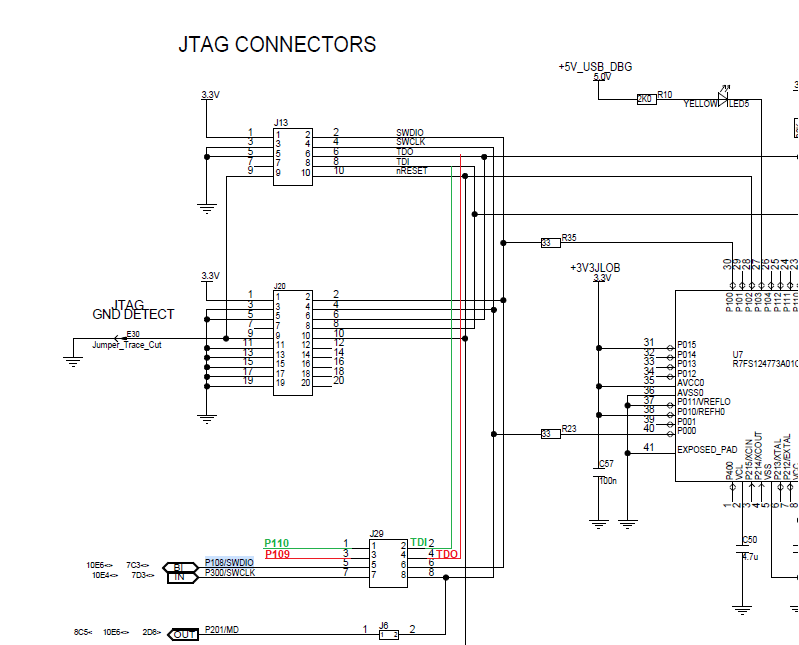 JTAG CONNECTORS
+5V_USB_DBG
5.0V
2K0
R10
YELLOW
LED5
3.3V
J13
1 1 2 2 SWDIO
3 3 4 4 SWCLK
5 5 6 6 TDO
7 7 8 8 TDI
9 9 10 10 nRESET
33
R35
+3V3JLOB
3.3V
30 29 28 27 26 25 24 23
P100 P101 P102 P103 P104 P112 P111 P110
3.3V
J20
1 1 2 2
3 3 4 4
5 5 6 6
7 7 8 8
9 9 10 10
11 11 12 12
13 13 14 14
15 15 16 16
17 17 18 18
19 19 20 20
JTAG
GND DETECT
E30
Jumper_Trace_Cut
31 P015
32 P014
33 P013
34 P012
35 AVCC0
36 AVSS0
37 P011/VREFL0
38 P010/REFH0
39 P001
40 P000
41 EXPOSED_PAD
U7
R7FS124773A01C
33
R23
C57
100n
P400 VCL P215/XCIN P214/XCOUT VSS P213/XTAL P212/EXTAL VCC
1 2 3 4 5 6 7 8
C50
4.7u
J29
P110 1 1 2 TDI 2
P109 3 3 4 4 TDO
10E6<> 7C3<> BI P108/SWDIO 5 5 6 6
10E4<> 7D3<> IN P300/SWCLK 7 7 8 8
8C5< 10E6<> 2D8> OUT P201/MD 1 J6 1 2 2